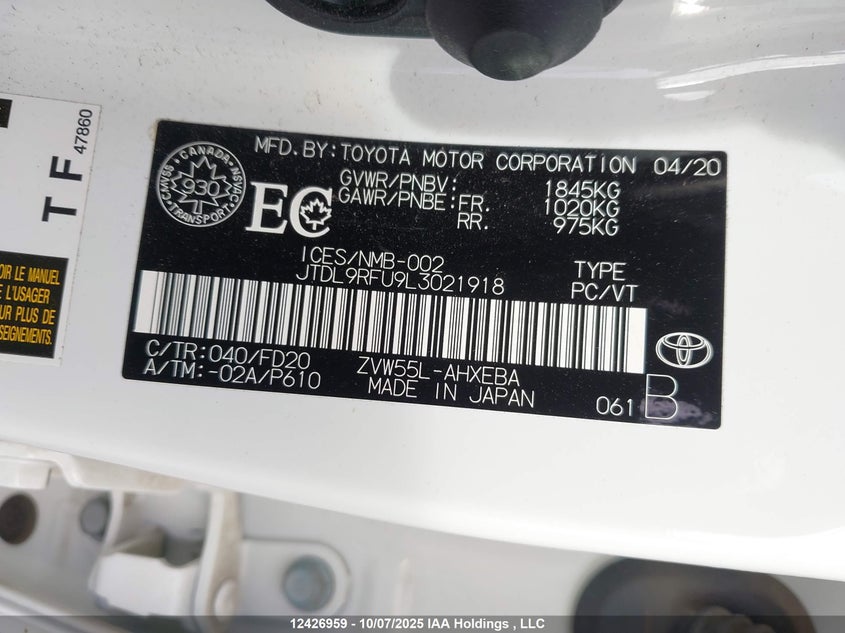 CANADA
CMVSS
NSVAC
930
TRANSPORT
EC
MFD. BY: TOYOTA MOTOR CORPORATION 04/20
GVWR/PNBV: 1845KG
GAWR/PNBE: FR. 1020KG
RR. 975KG
ICES/NMB-002
JTDL9RFU9L3021918
TYPE
PC/VT
C/TR: 040/FD20
A/TM: -02A/P610
ZVW55L-AHXEBA
MADE IN JAPAN
061 B
T F
47860
OIR LE MANUEL
E L'USAGER
UR PLUS DE
SEIGNEMENTS.
12426959 - 10/07/2025 IAA Holdings , LLC